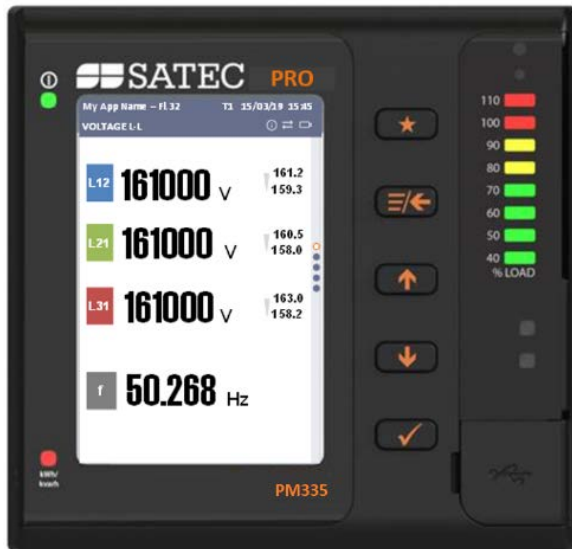 SATEC PRO
My App Name – Fl 32 T1 15/03/19 15:45
VOLTAGE L-L
L12 161000 V 161.2
159.3
L21 161000 V 160.5
158.0
L31 161000 V 163.0
158.2
f 50.268 Hz
kWh/
kvarh
PM335
110
100
90
80
70
60
50
40
% LOAD